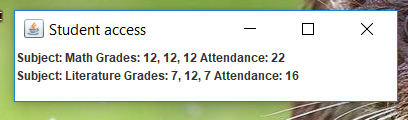 Student access
Subject: Math Grades: 12, 12, 12 Attendance: 22
Subject: Literature Grades: 7, 12, 7 Attendance: 16